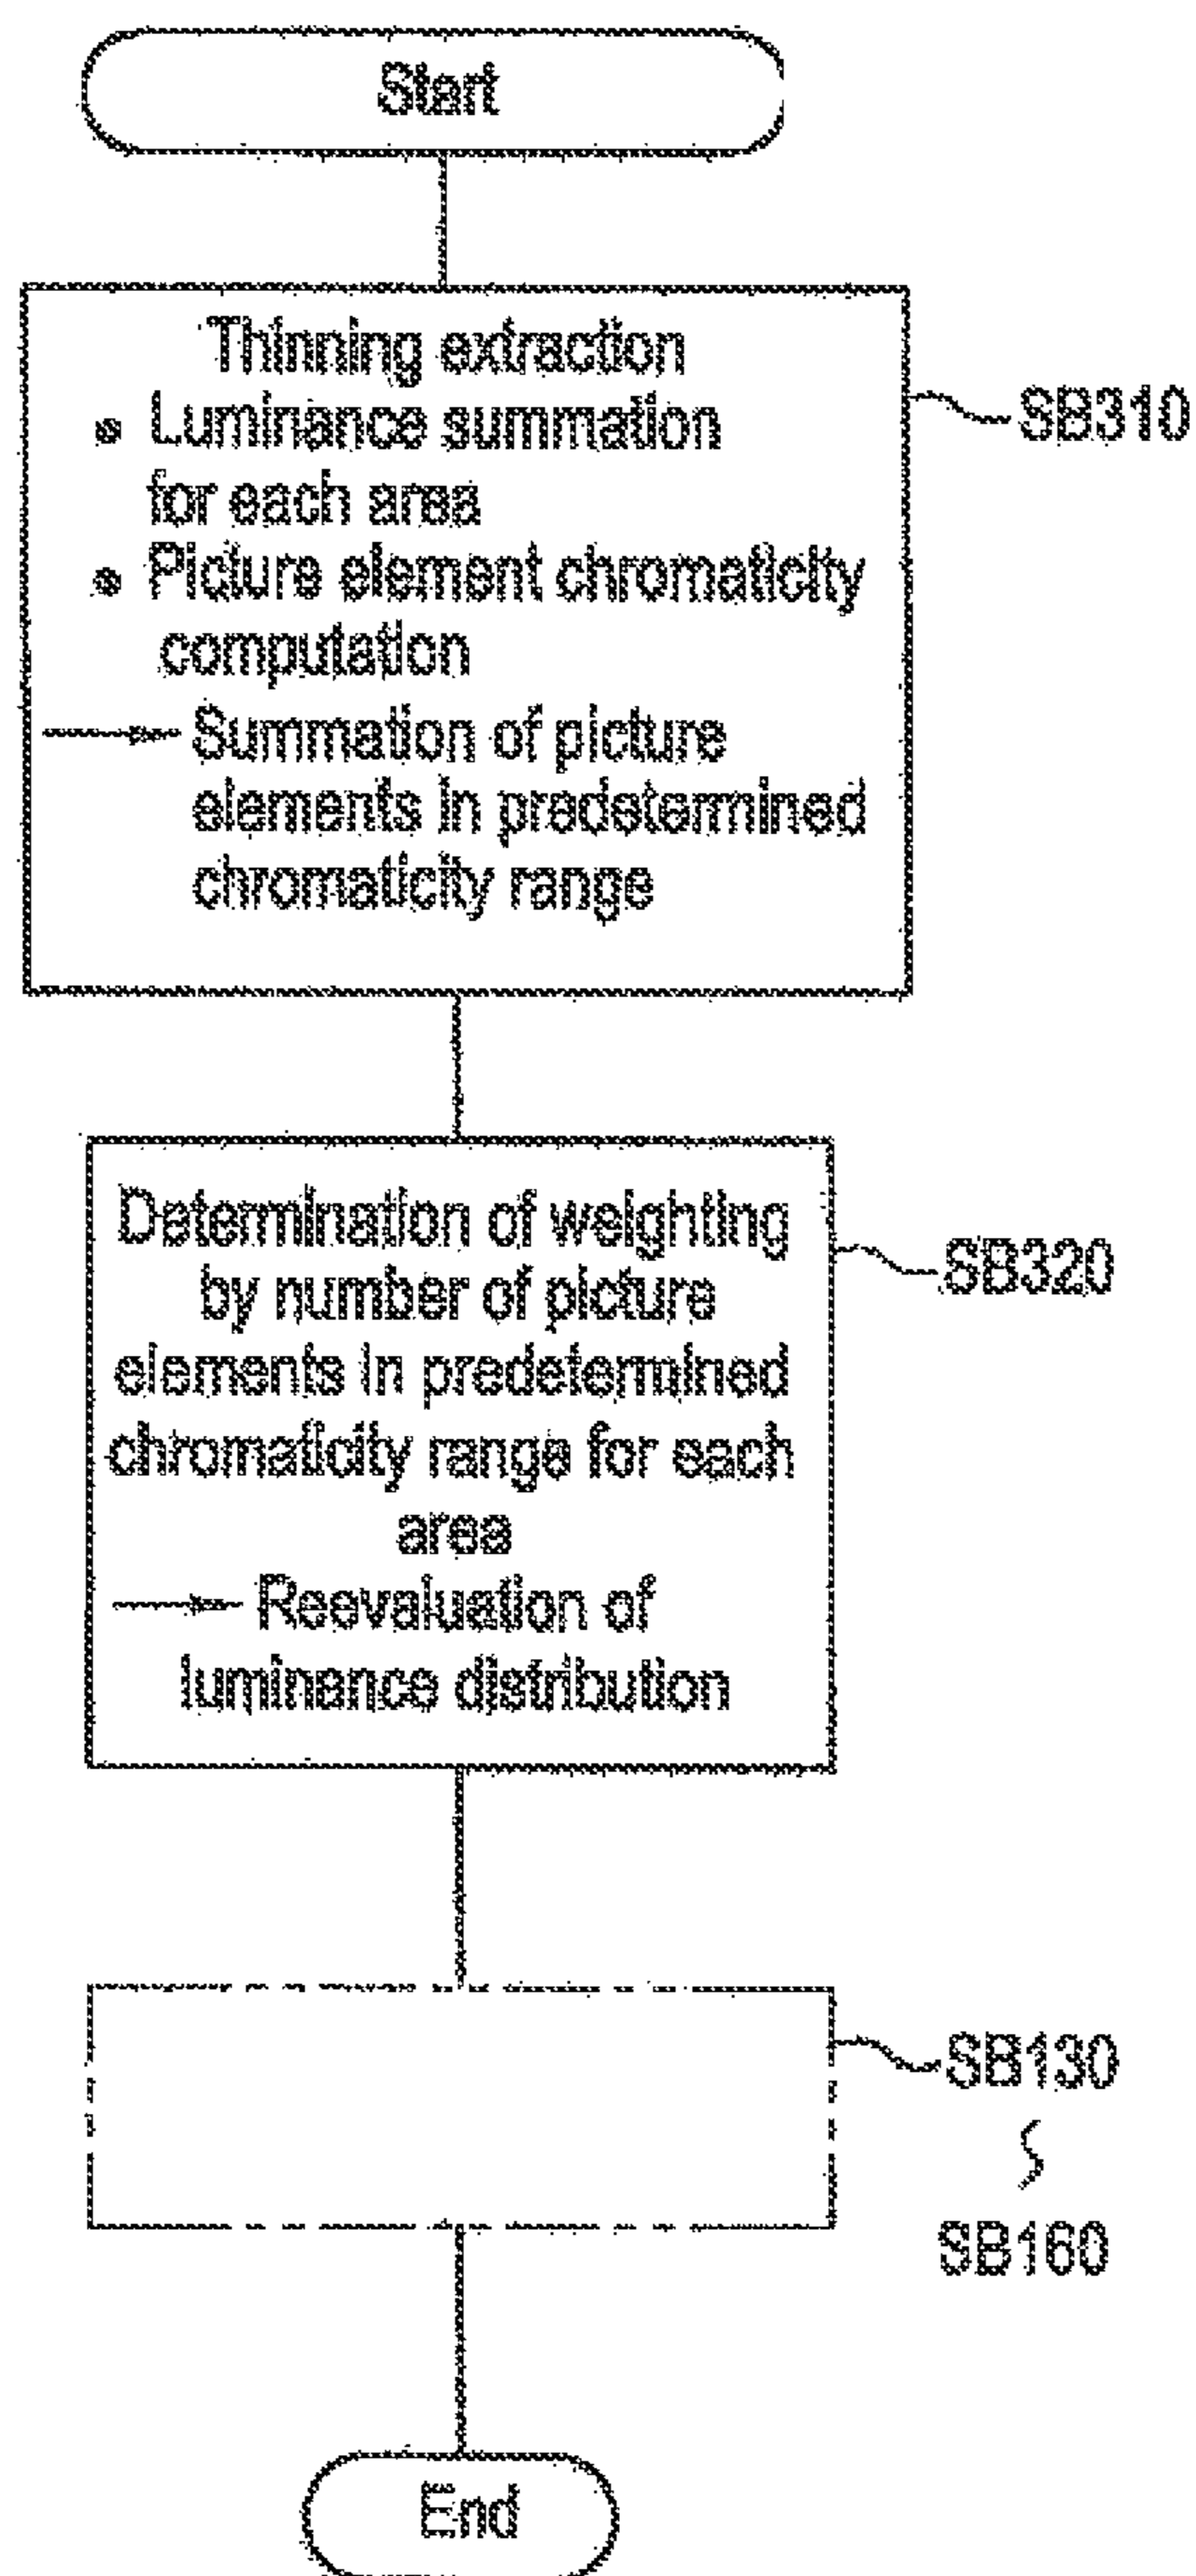 Start
Thinning extraction
• Luminance summation
for each area
• Picture element chromaticity
computation
→ Summation of picture
elements in predetermined
chromaticity range
SB310
Determination of weighting
by number of picture
elements in predetermined
chromaticity range for each
area
→ Reevaluation of
luminance distribution
SB320
SB130
SB160
End